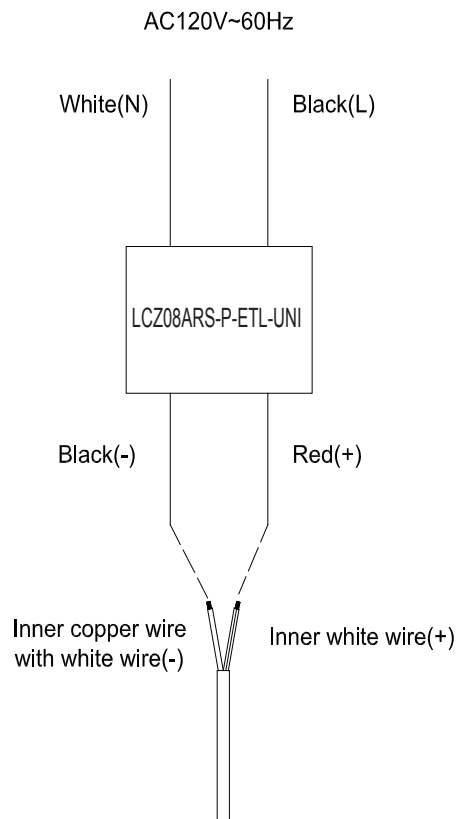 AC120V~60Hz
White(N)
Black(L)
LCZ08ARS-P-ETL-UNI
Black(-)
Red(+)
Inner copper wire
with white wire(-)
Inner white wire(+)